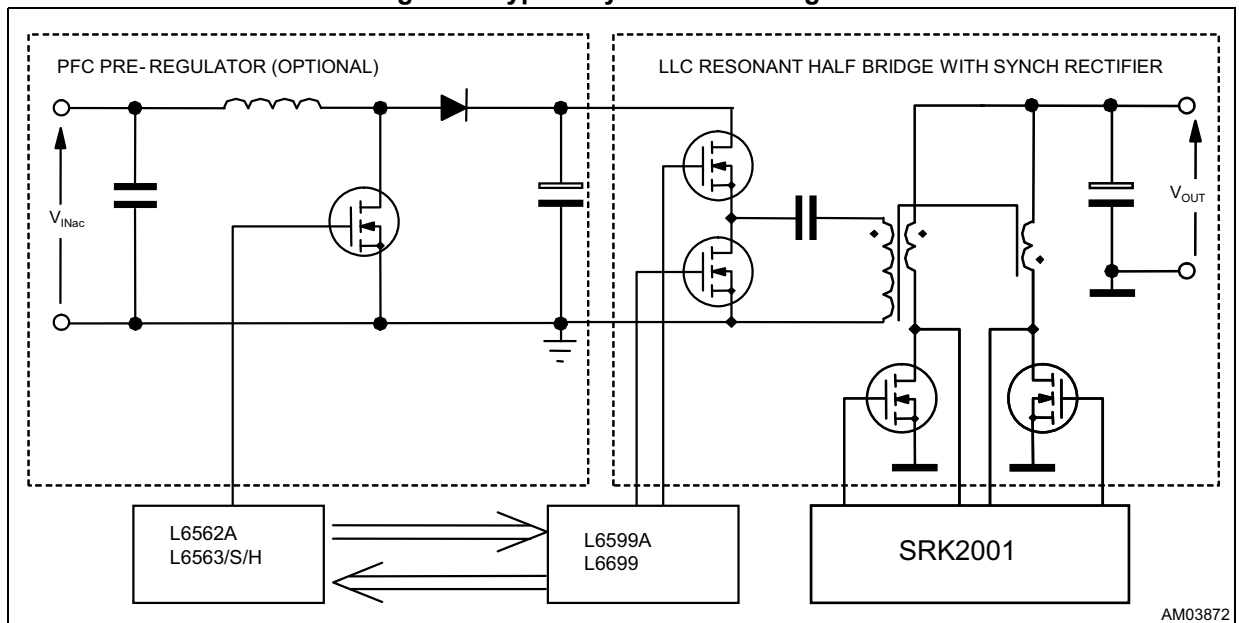 PFC PRE- REGULATOR (OPTIONAL)
LLC RESONANT HALF BRIDGE WITH SYNCH RECTIFIER
VINac
VOUT
L6562A
L6563/S/H
L6599A
L6699
SRK2001
AM03872